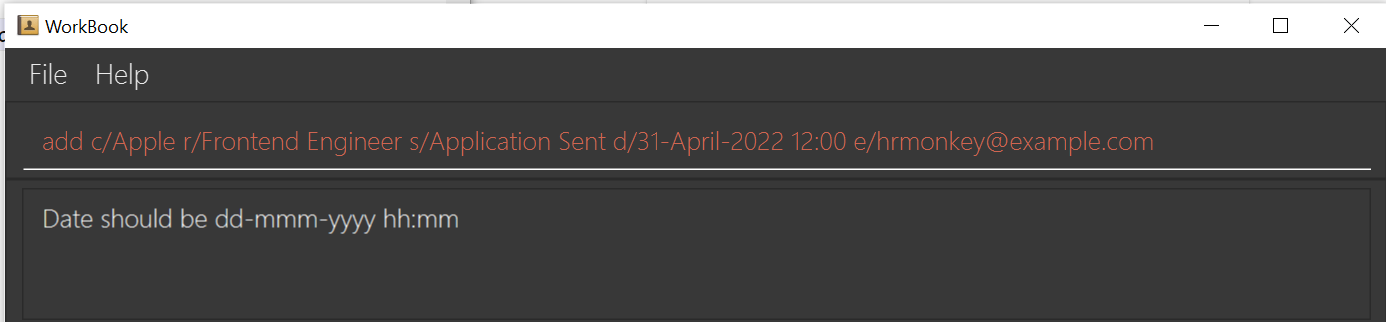 WorkBook
File Help
add c/Apple r/Frontend Engineer s/Application Sent d/31-April-2022 12:00 e/hrmonkey@example.com
Date should be dd-mmm-yyyy hh:mm